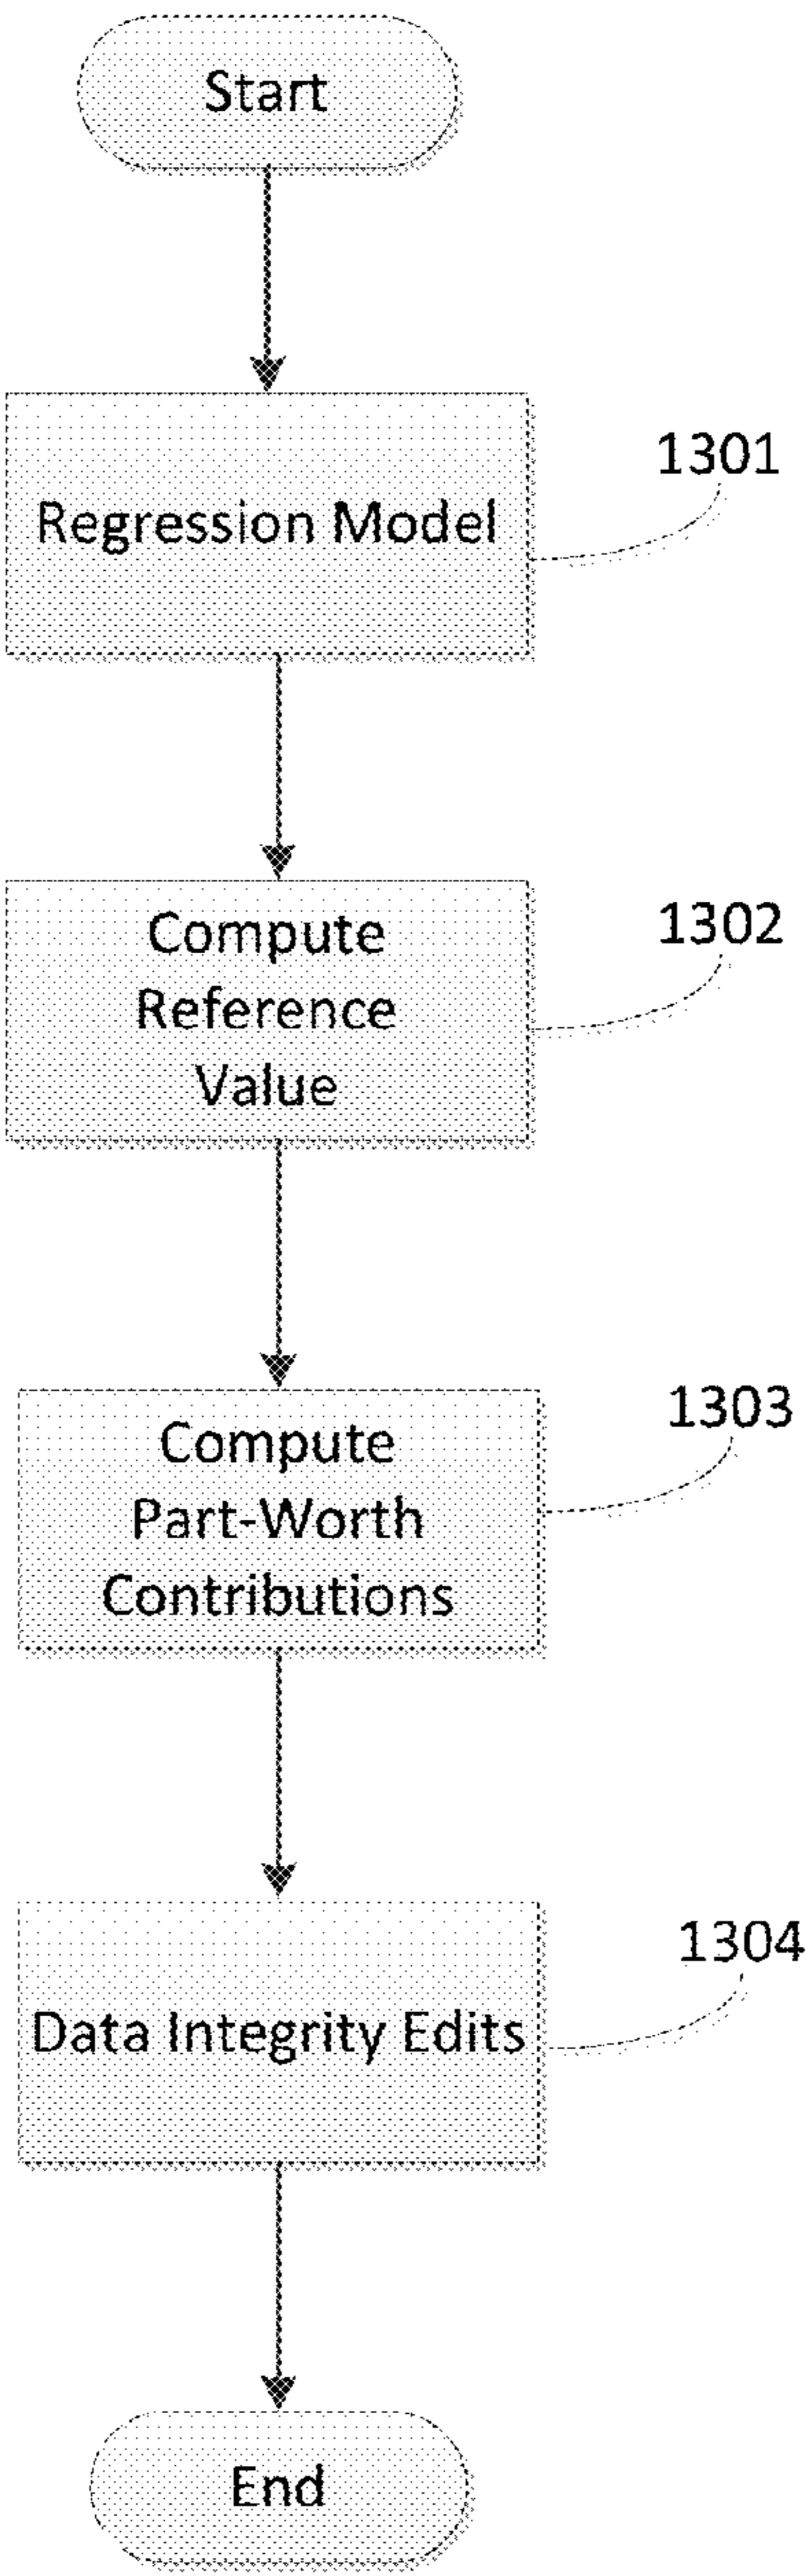 Start
Regression Model
1301
Compute
Reference
Value
1302
Compute
Part-Worth
Contributions
1303
Data Integrity Edits
1304
End